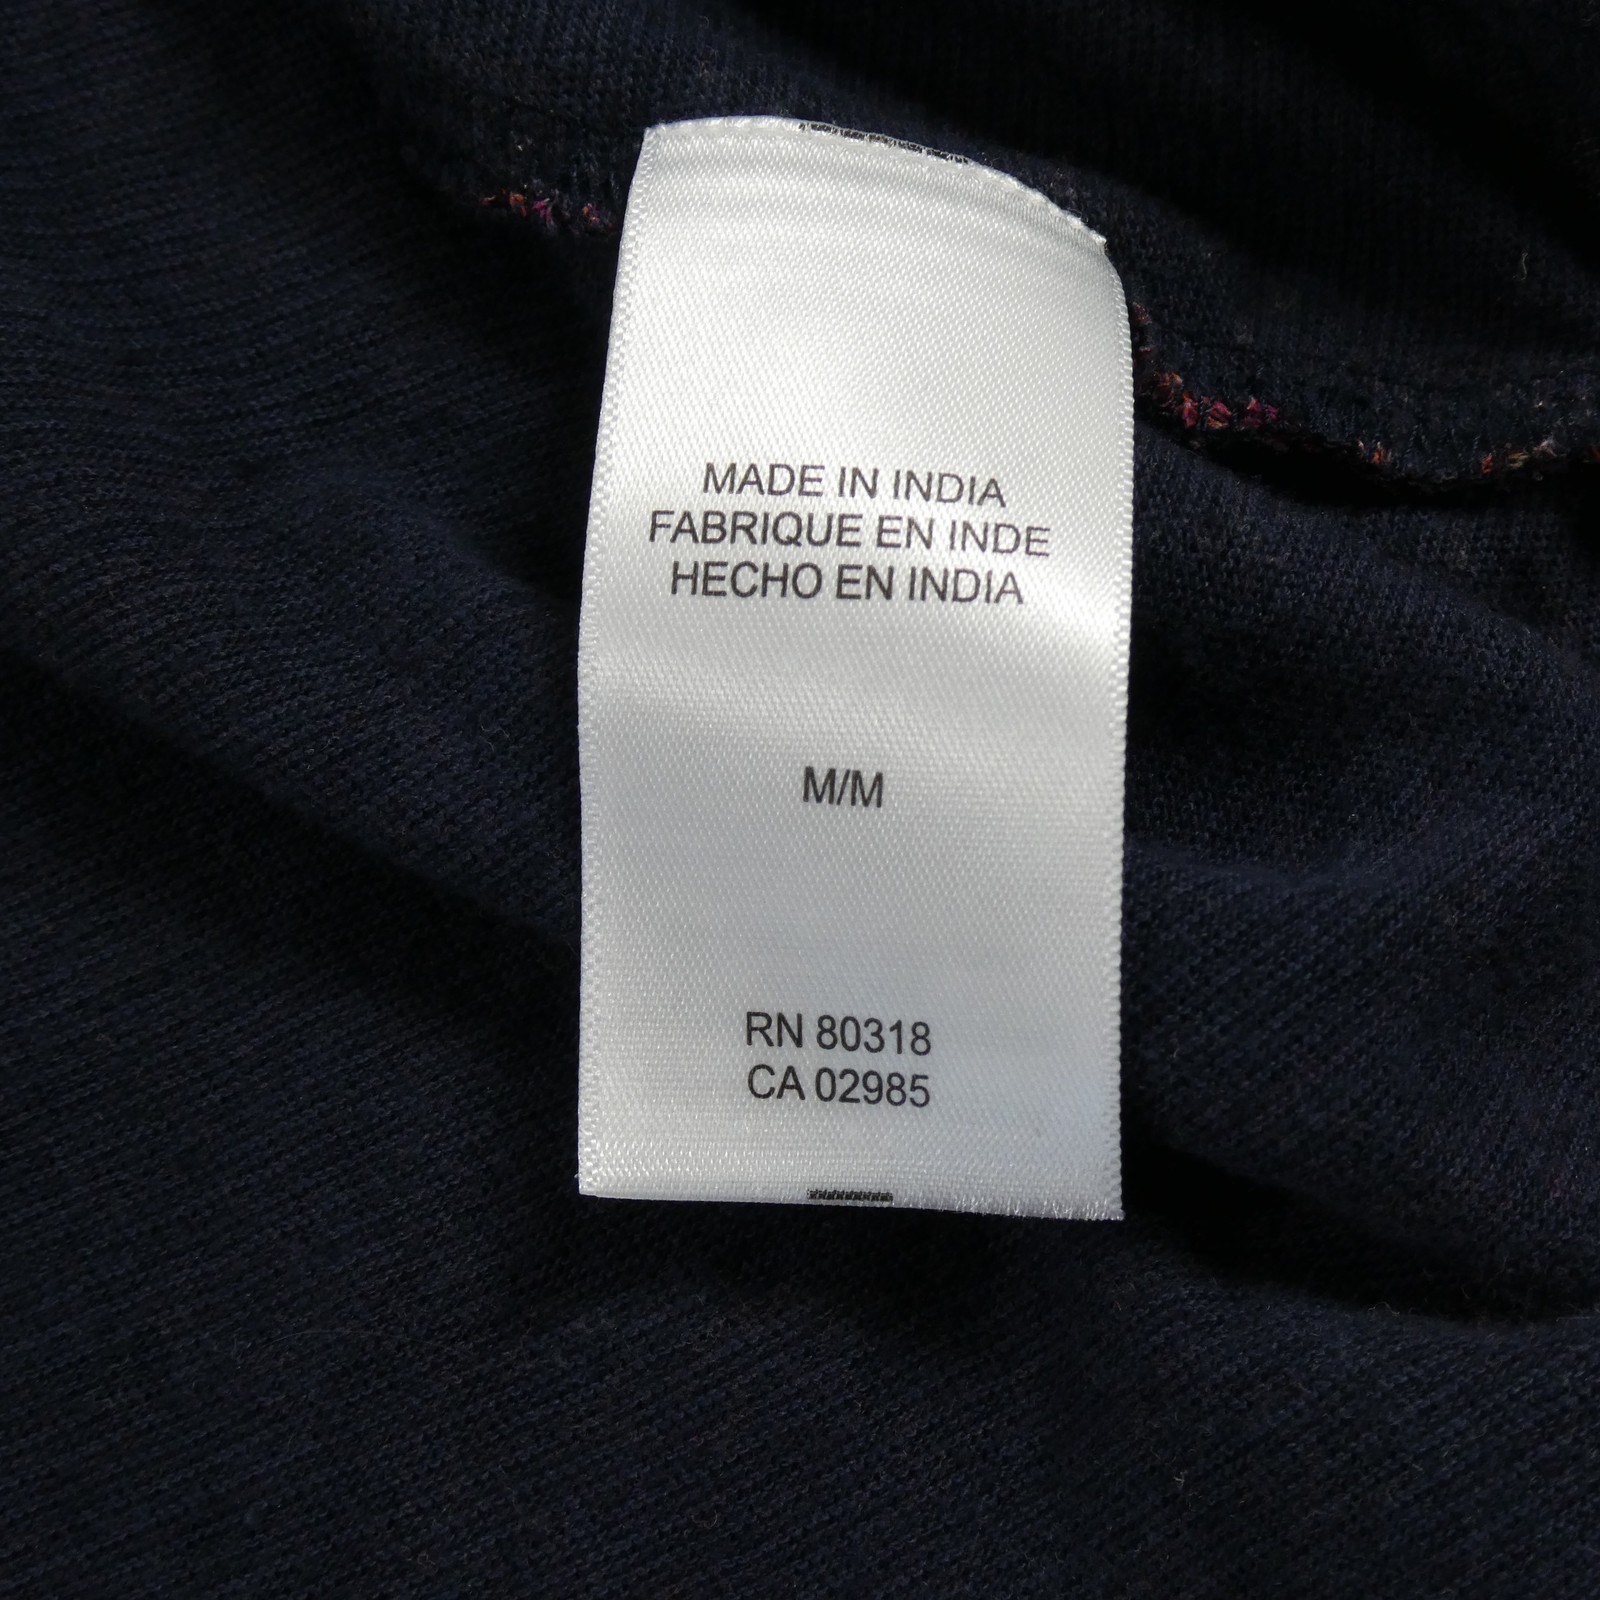 MADE IN INDIA
FABRIQUE EN INDE
HECHO EN INDIA
M/M
RN 80318
CA 02985